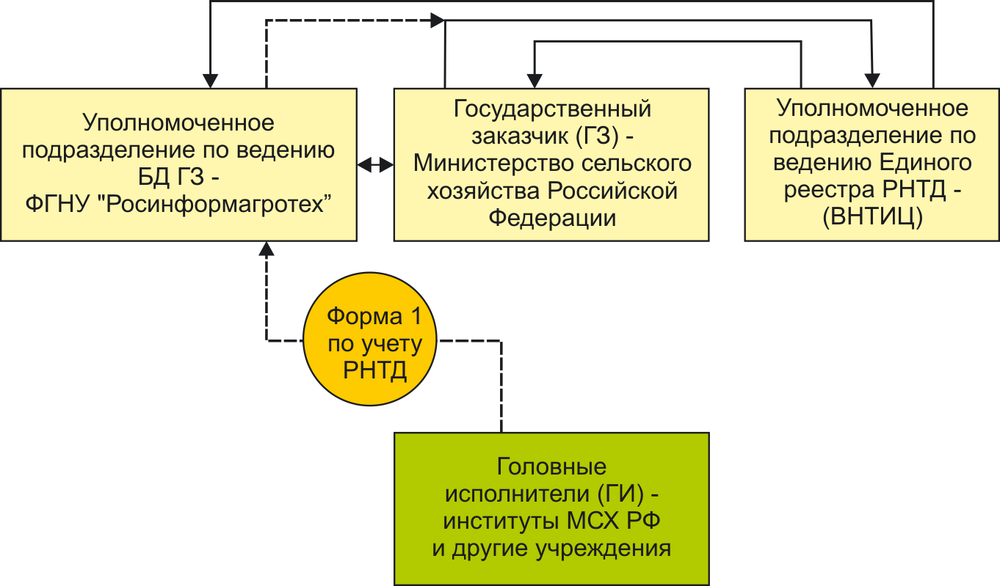 Уполномоченное
подразделение по ведению
БД ГЗ -
ФГНУ "Росинформагротех”
Государственный
заказчик (ГЗ) -
Министерство сельского
хозяйства Российской
Федерации
Уполномоченное
подразделение по
ведению Единого
реестра РНТД -
(ВНТИЦ)
Форма 1
по учету
РНТД
Головные
исполнители (ГИ) -
институты МСХ РФ
и другие учреждения